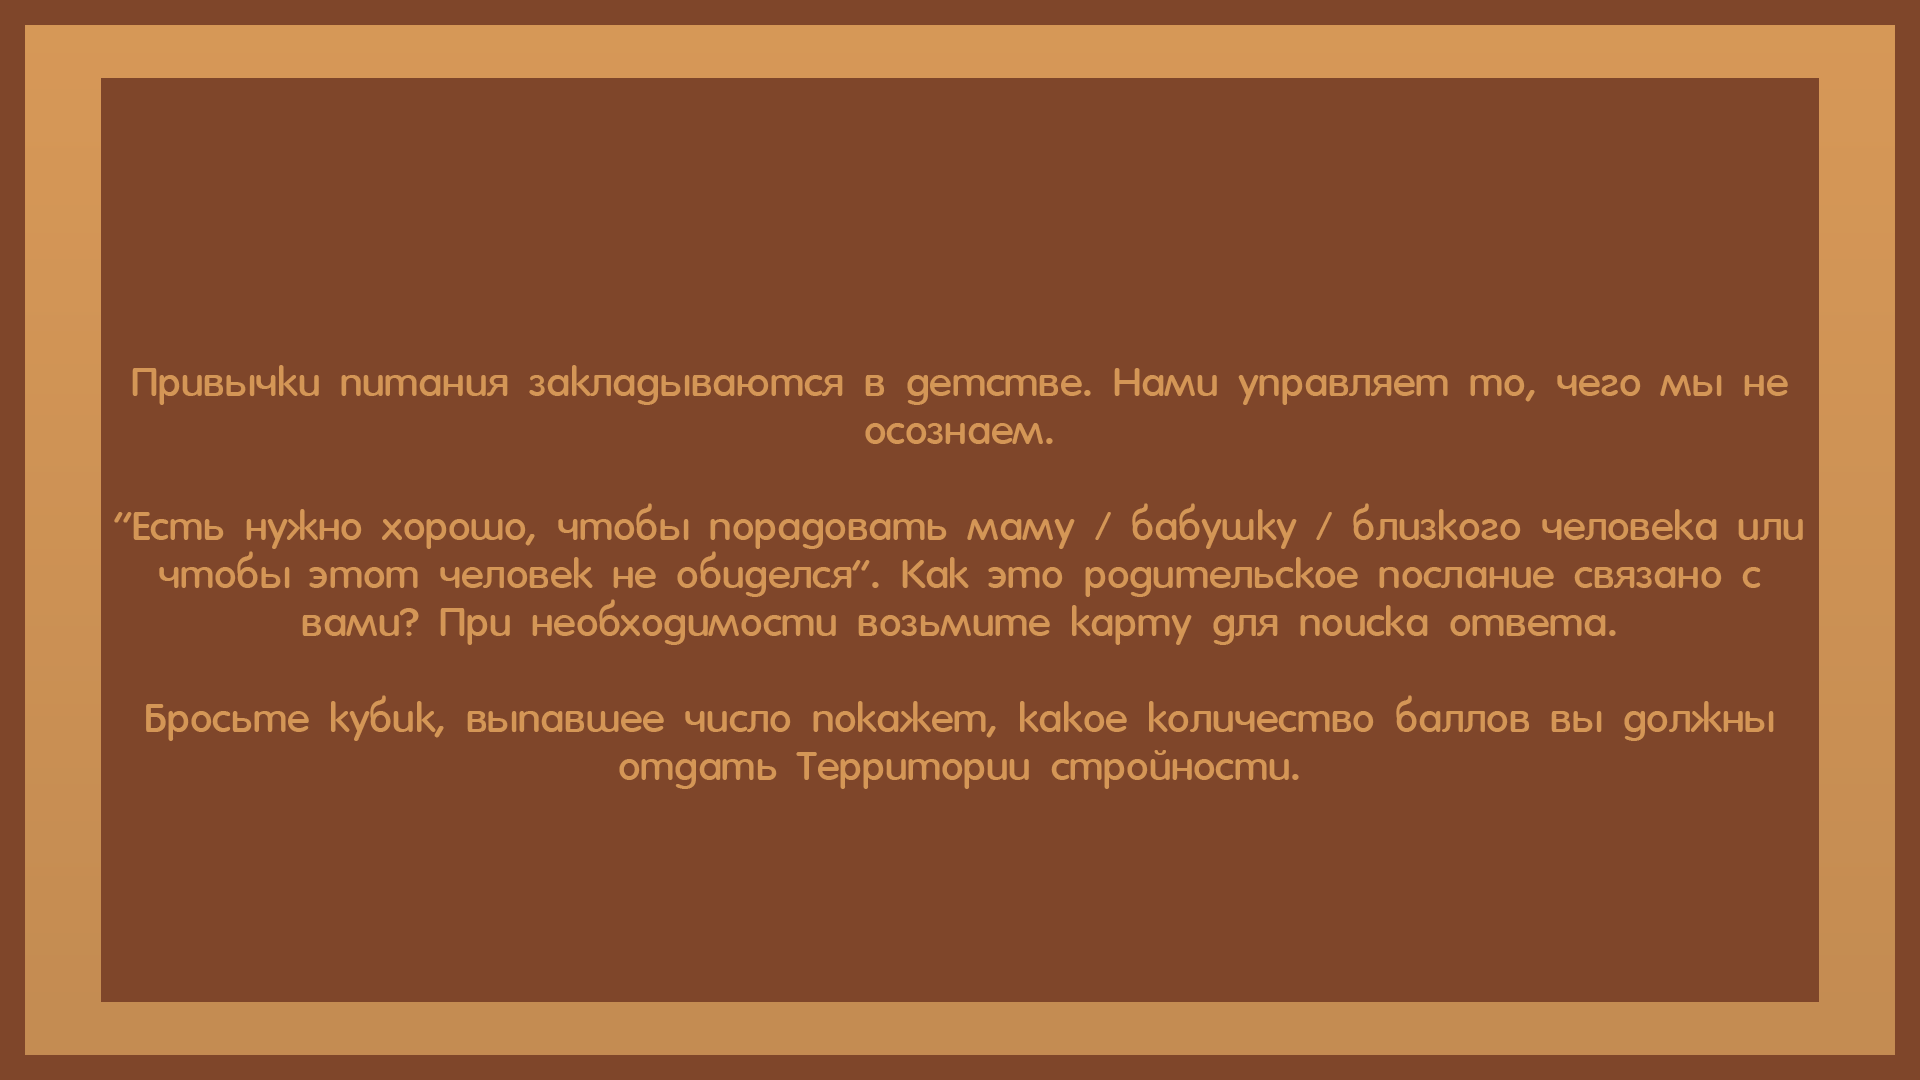 Привычки питания закладываются в детстве. Нами управляет то, чего мы не
осознаем.
"Есть нужно хорошо, чтобы порадовать маму / бабушку / близкого человека или
чтобы этот человек не обиделся". Как это родительское послание связано с
вами? При необходимости возьмите карту для поиска ответа.
Бросьте кубик, выпавшее число покажет, какое количество баллов вы должны
отдать Территории стройности.